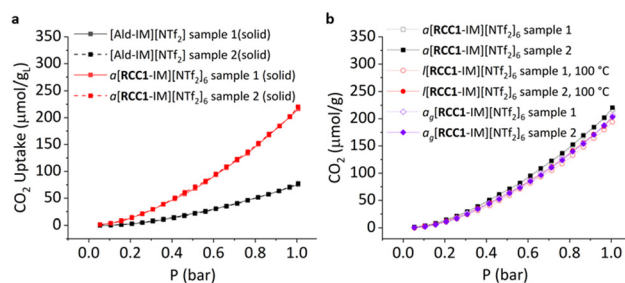 a
[Ald-IM][NTf₂] sample 1(solid)
[Ald-IM][NTf₂] sample 2(solid)
a[RCC1-IM][NTf₂]₆ sample 1 (solid)
a[RCC1-IM][NTf₂]₆ sample 2 (solid)
CO₂ Uptake (μmol/gL)
350
300
250
200
150
100
50
0
0.0 0.2 0.4 0.6 0.8 1.0
P (bar)
b
a[RCC1-IM][NTf₂]₆ sample 1
a[RCC1-IM][NTf₂]₆ sample 2
l[RCC1-IM][NTf₂]₆ sample 1, 100 °C
l[RCC1-IM][NTf₂]₆ sample 2, 100 °C
a_g[RCC1-IM][NTf₂]₆ sample 1
a_g[RCC1-IM][NTf₂]₆ sample 2
CO₂ (μmol/g)
350
300
250
200
150
100
50
0
0.0 0.2 0.4 0.6 0.8 1.0
P (bar)